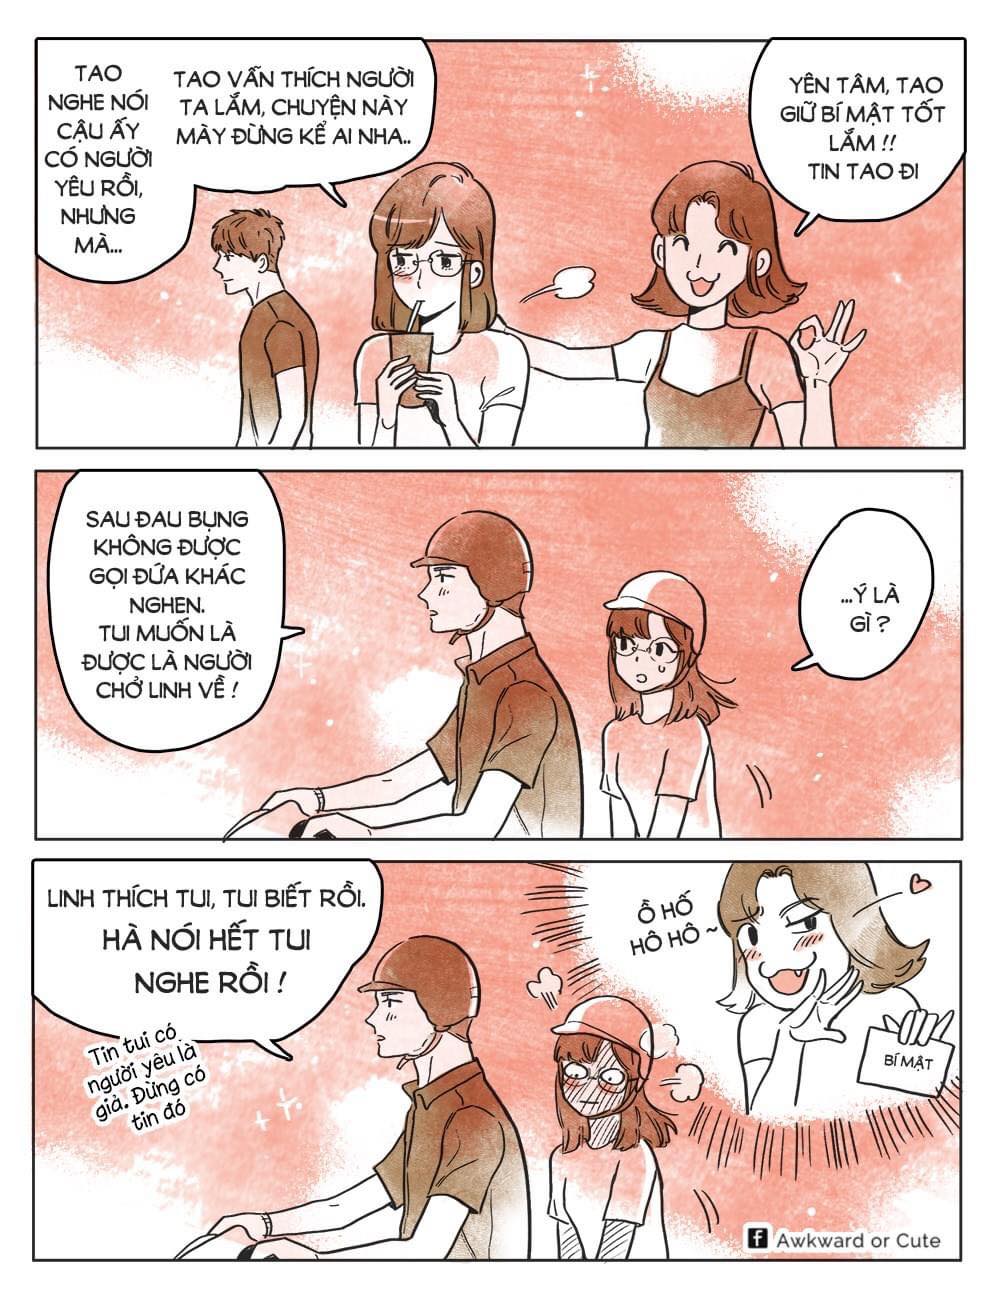 TAO
NGHE NÓI
CẬU ẤY
CÓ NGƯỜI
YÊU RỒI,
NHƯNG
MÀ...
TAO VẤN THÍCH NGƯỜI
TA LẮM, CHUYỆN NÀY
MÀY ĐỪNG KỂ AI NHA..
YÊN TÂM, TAO
GIỮ BÍ MẬT TỐT
LẮM !!
TIN TAO ĐI
SAU ĐAU BỤNG
KHÔNG ĐƯỢC
GỌI ĐỨA KHÁC
NGHEN.
TUI MUỐN LÀ
ĐƯỢC LÀ NGƯỜI
CHỞ LINH VỀ !
...Ý LÀ
GÌ ?
LINH THÍCH TUI, TUI BIẾT RỒI.
HÀ NÓI HẾT TUI
NGHE RỒI !
Tin tui có
người yêu là
giả. Đừng có
tin đó
Ồ HỐ
HÔ HÔ ~
BÍ MẬT
f Awkward or Cute